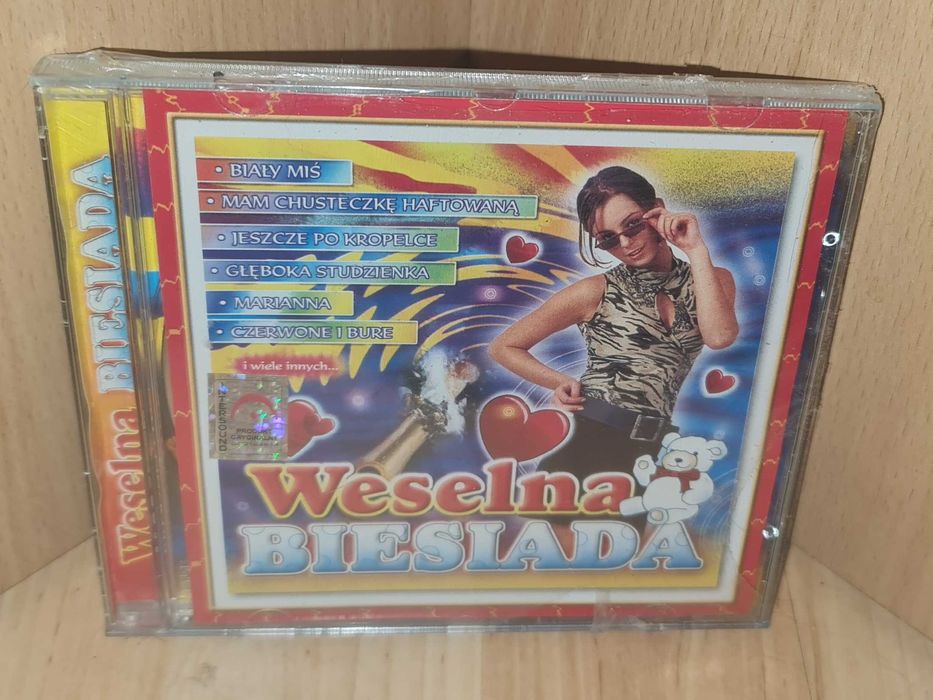 Weselna BIESIADA
• BIAŁY MIŚ
• MAM CHUSTECZKĘ HAFTOWANĄ
• JESZCZE PO KROPELCE
• GŁĘBOKA STUDZIENKA
• MARIANNA
• CZERWONE I BURE
i wiele innych...
Weselna
BIESIADA